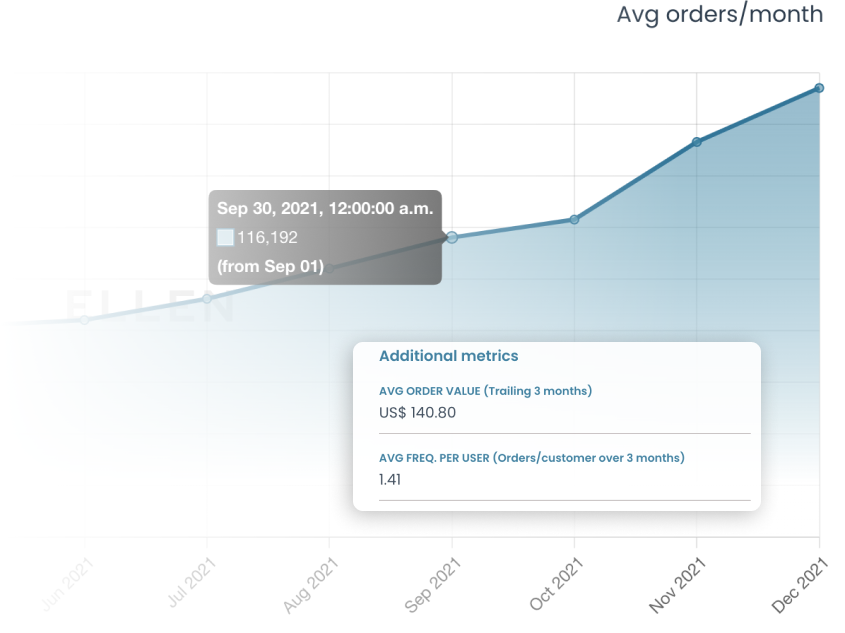 Avg orders/month
Sep 30, 2021, 12:00:00 a.m.
116,192
(from Sep 01)
ELLEN
Additional metrics
AVG ORDER VALUE (Trailing 3 months)
US$ 140.80
AVG FREQ. PER USER (Orders/customer over 3 months)
1.41
Jun 2021
Jul 2021
Aug 2021
Sep 2021
Oct 2021
Nov 2021
Dec 2021